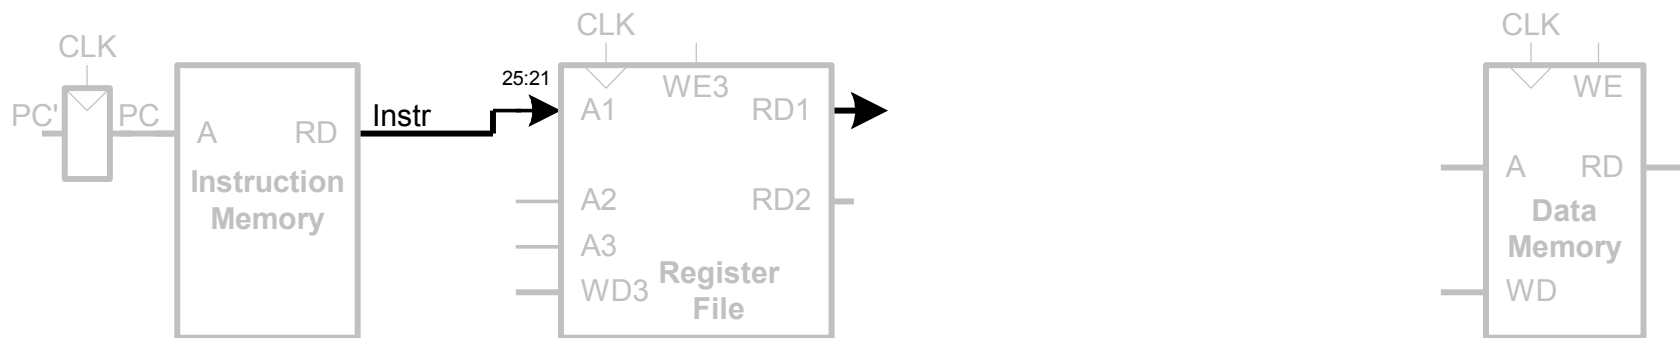 CLK
PC'
PC
A
RD
Instruction
Memory
Instr
25:21
CLK
WE3
A1
RD1
A2
RD2
A3
WD3
Register
File
CLK
WE
A
RD
Data
Memory
WD